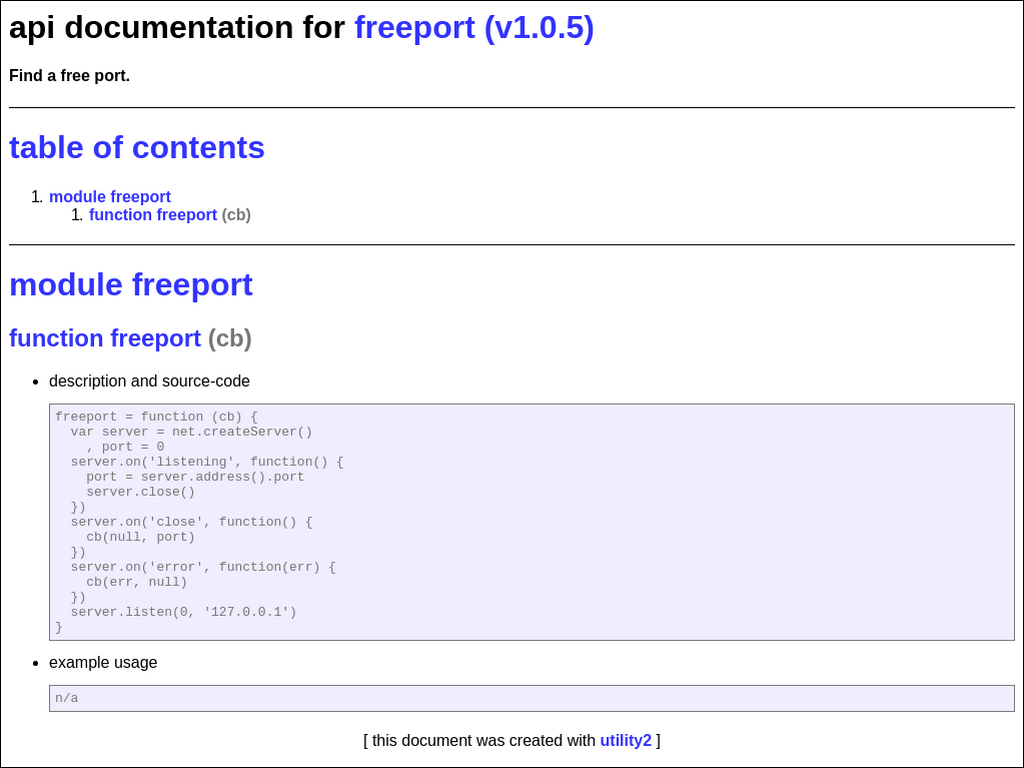 api documentation for freeport (v1.0.5)
Find a free port.
table of contents
1. module freeport
1. function freeport (cb)
module freeport
function freeport (cb)
• description and source-code
freeport = function (cb) {
  var server = net.createServer()
    , port = 0
  server.on('listening', function() {
    port = server.address().port
    server.close()
  })
  server.on('close', function() {
    cb(null, port)
  })
  server.on('error', function(err) {
    cb(err, null)
  })
  server.listen(0, '127.0.0.1')
}
• example usage
n/a
[ this document was created with utility2 ]